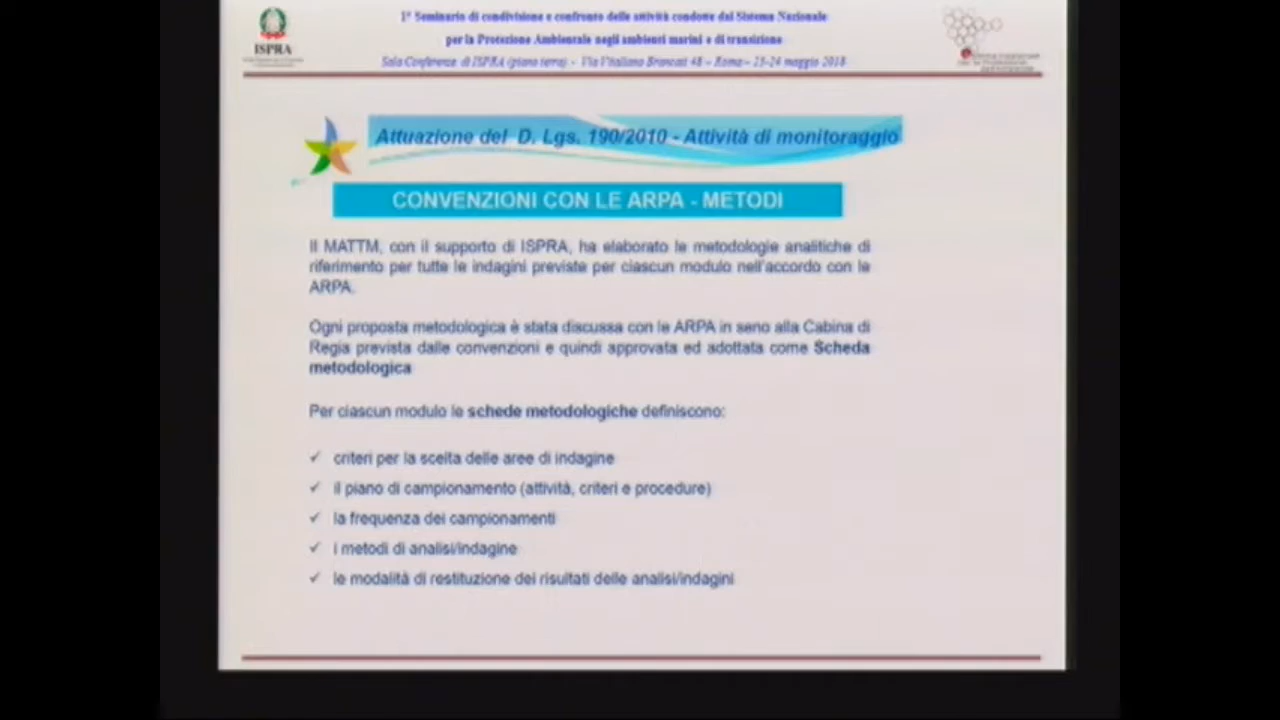 1° Seminario di condivisione e confronto delle attività condotte dal Sistema Nazionale
per la Protezione Ambientale negli ambienti marini e di transizione
Sala Conferenze di ISPRA (piano terra) - Via Vitaliano Brancati 48 – Roma – 23-24 maggio 2018
ISPRA
Attuazione del D. Lgs. 190/2010 - Attività di monitoraggio
CONVENZIONI CON LE ARPA - METODI
Il MATTM, con il supporto di ISPRA, ha elaborato le metodologie analitiche di
riferimento per tutte le indagini previste per ciascun modulo nell'accordo con le
ARPA.
Ogni proposta metodologica è stata discussa con le ARPA in seno alla Cabina di
Regia prevista dalle convenzioni e quindi approvata ed adottata come Scheda
metodologica
Per ciascun modulo le schede metodologiche definiscono:
✓ criteri per la scelta delle aree di indagine
✓ il piano di campionamento (attività, criteri e procedure)
✓ la frequenza dei campionamenti
✓ i metodi di analisi/indagine
✓ le modalità di restituzione dei risultati delle analisi/indagini